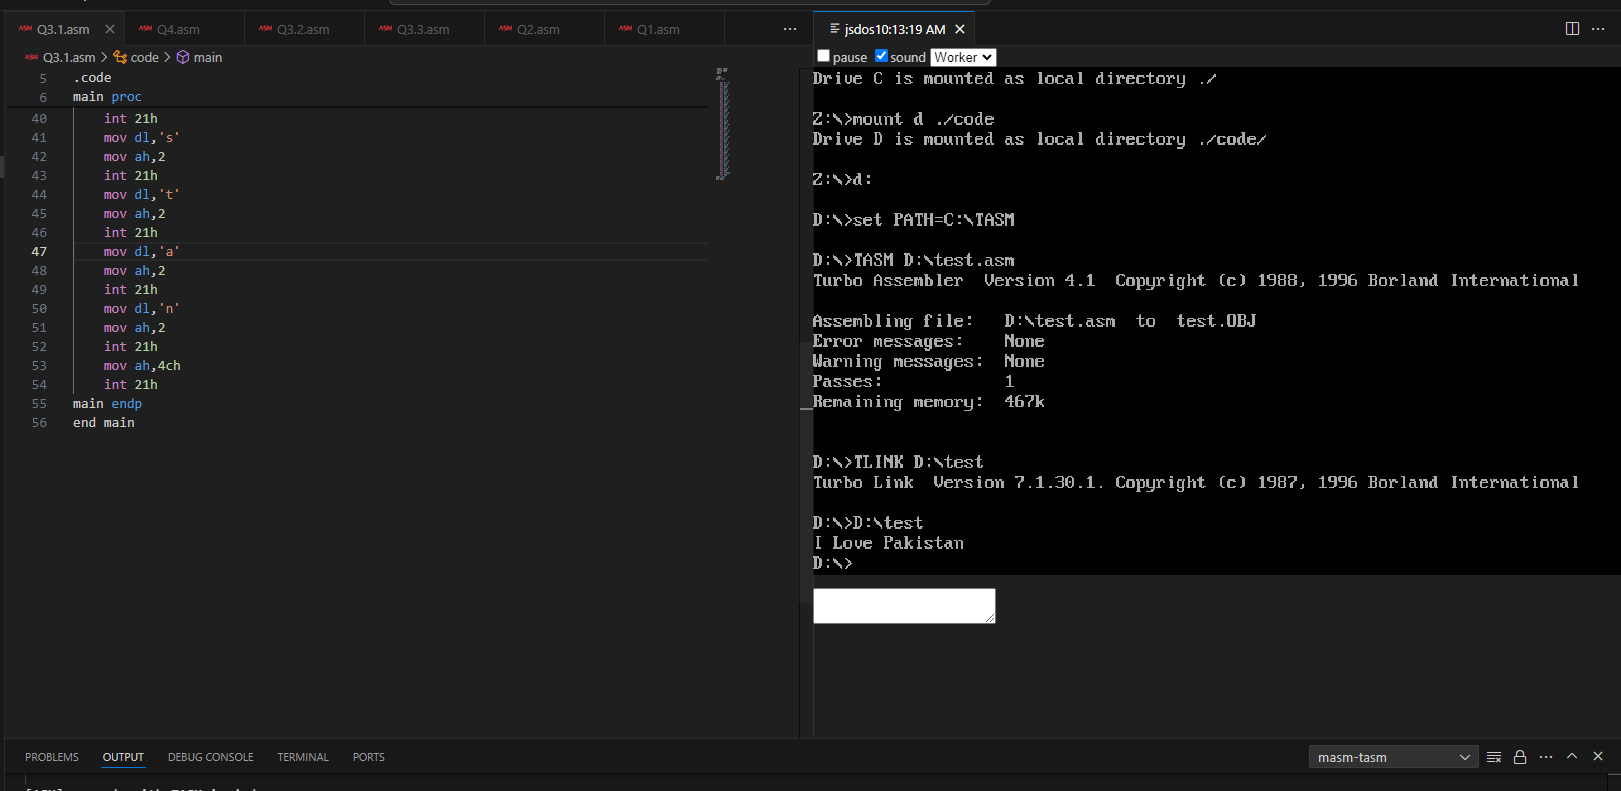 ASM Q3.1.asm
ASM Q4.asm
ASM Q3.2.asm
ASM Q3.3.asm
ASM Q2.asm
ASM Q1.asm
ASM Q3.1.asm > code > main
5 .code
6 main proc
40 int 21h
41 mov dl,'s'
42 mov ah,2
43 int 21h
44 mov dl,'t'
45 mov ah,2
46 int 21h
47 mov dl,'a'
48 mov ah,2
49 int 21h
50 mov dl,'n'
51 mov ah,2
52 int 21h
53 mov ah,4ch
54 int 21h
55 main endp
56 end main
jsdos10:13:19 AM
pause sound Worker
Drive C is mounted as local directory ./
Z:\>mount d ./code
Drive D is mounted as local directory ./code/
Z:\>d:
D:\>set PATH=C:\TASM
D:\>TASM D:\test.asm
Turbo Assembler  Version 4.1  Copyright (c) 1988, 1996 Borland International
Assembling file:   D:\test.asm  to  test.OBJ
Error messages:    None
Warning messages:  None
Passes:            1
Remaining memory:  467k
D:\>TLINK D:\test
Turbo Link  Version 7.1.30.1. Copyright (c) 1987, 1996 Borland International
D:\>D:\test
I Love Pakistan
D:\>
PROBLEMS OUTPUT DEBUG CONSOLE TERMINAL PORTS
masm-tasm